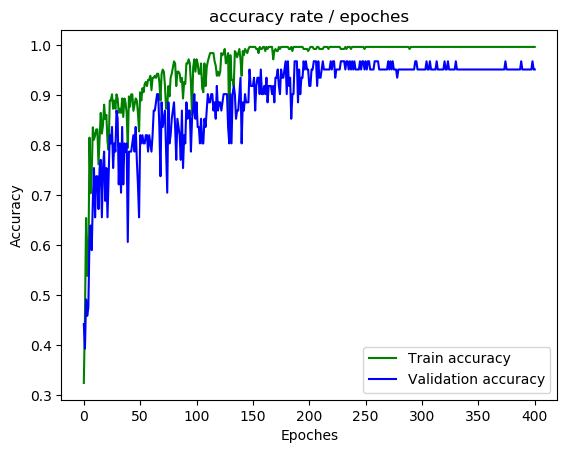 accuracy rate / epoches
1.0
0.9
0.8
0.7
0.6
0.5
0.4
0.3
Accuracy
Train accuracy
Validation accuracy
0 50 100 150 200 250 300 350 400
Epoches